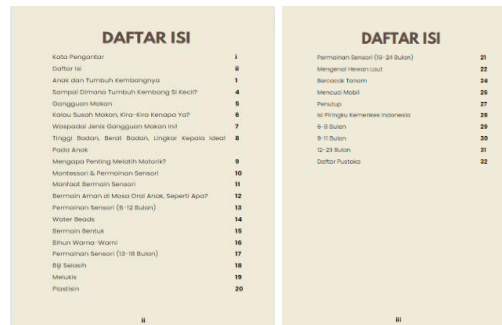 DAFTAR ISI
Kata Pengantar i
Daftar Isi ii
Anak dan Tumbuh Kembangnya 1
Sampai Dimana Tumbuh Kembang Si Kecil? 4
Gangguan Makan 5
Kalau Susah Makan, Kira-Kira Kenapa Ya? 6
Waspadai Jenis Gangguan Makan Ini! 7
Tinggi Badan, Berat Badan, Lingkar Kepala Ideal 8
Pada Anak
Mengapa Penting Melatih Motorik? 9
Montessori & Permainan Sensori 10
Manfaat Bermain Sensori 11
Bermain Aman di Masa Oral Anak, Seperti Apa? 12
Permainan Sensori (6-12 Bulan) 13
Water Beads 14
Bermain Bentuk 15
Bihun Warna-Warni 16
Permainan Sensori (13-18 Bulan) 17
Biji Selasih 18
Melukis 19
Plastisin 20
ii
DAFTAR ISI
Permainan Sensori (19-24 Bulan) 21
Mengenal Hewan Laut 22
Bercocok Tanam 24
Mencuci Mobil 26
Penutup 27
Isi Piringku Kemenkes Indonesia 28
6-8 Bulan 29
9-11 Bulan 30
12-23 Bulan 31
Daftar Pustaka 32
iii